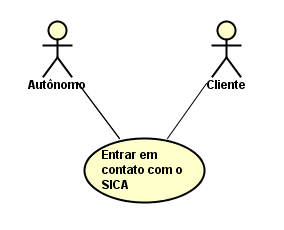 Autônomo
Cliente
Entrar em
contato com o
SICA